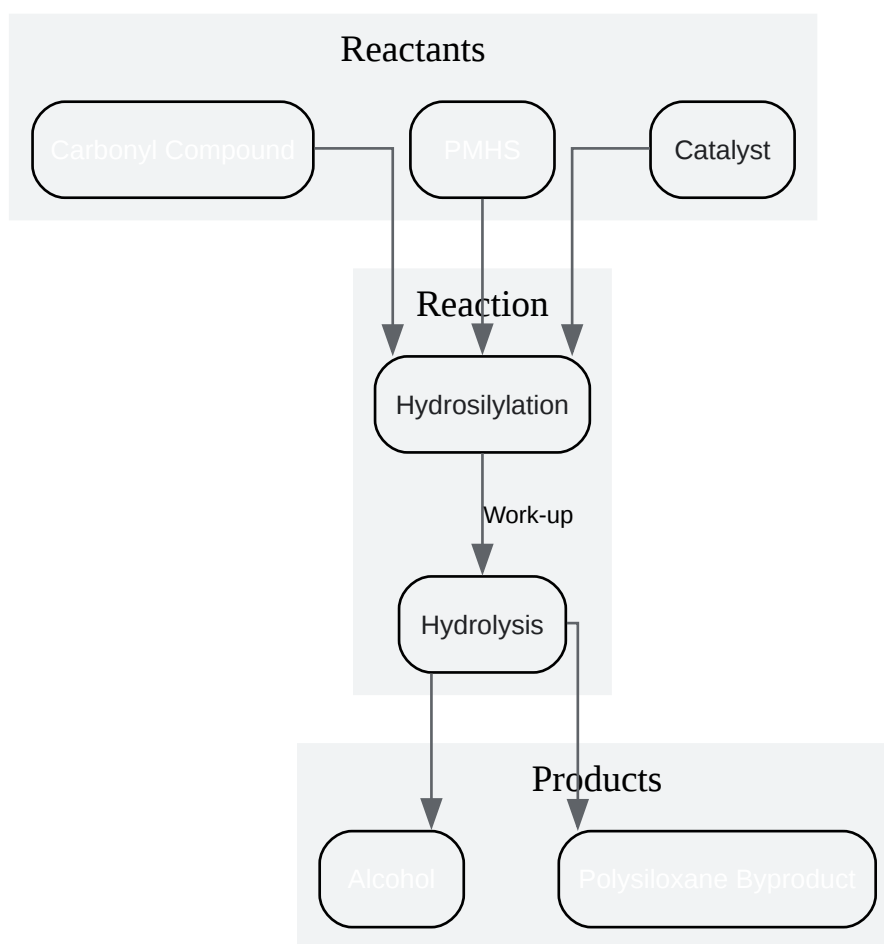 Reactants
Carbonyl Compound
PMHS
Catalyst
Reaction
Hydrosilylation
Work-up
Hydrolysis
Products
Alcohol
Polysiloxane Byproduct